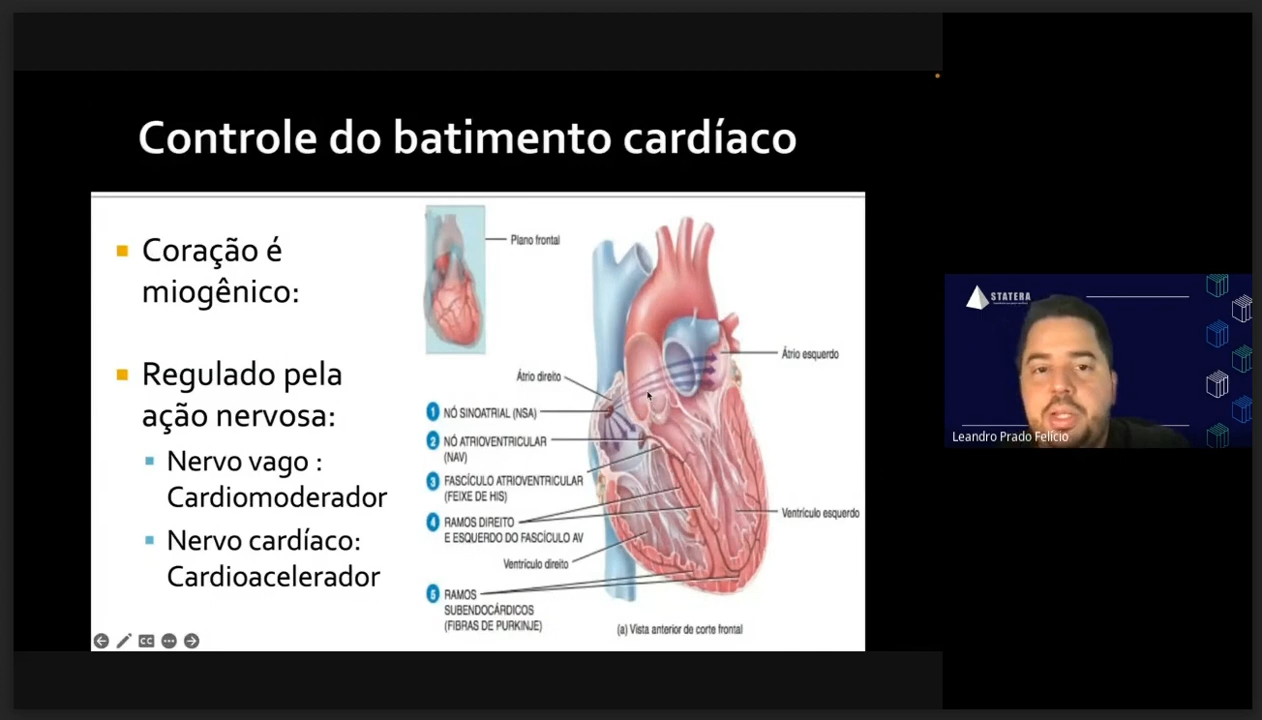 Controle do batimento cardíaco
Coração é
miogênico:
Regulado pela
ação nervosa:
Nervo vago :
Cardiomoderador
Nervo cardíaco:
Cardioacelerador
Plano frontal
Átrio esquerdo
Átrio direito
1 NÓ SINOATRIAL (NSA)
2 NÓ ATRIOVENTRICULAR
(NAV)
3 FASCÍCULO ATRIOVENTRICULAR
(FEIXE DE HIS)
4 RAMOS DIREITO
E ESQUERDO DO FASCÍCULO AV
Ventrículo esquerdo
Ventrículo direito
5 RAMOS
SUBENDOCÁRDICOS
(FIBRAS DE PURKINJE)
(a) Vista anterior de corte frontal
CC
STATERA
Leandro Prado Felício